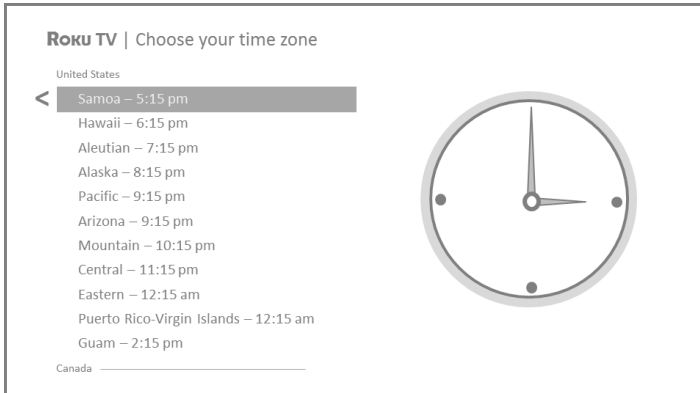 ROKU TV | Choose your time zone
United States
<
Samoa – 5:15 pm
Hawaii – 6:15 pm
Aleutian – 7:15 pm
Alaska – 8:15 pm
Pacific – 9:15 pm
Arizona – 9:15 pm
Mountain – 10:15 pm
Central – 11:15 pm
Eastern – 12:15 am
Puerto Rico-Virgin Islands – 12:15 am
Guam – 2:15 pm
Canada